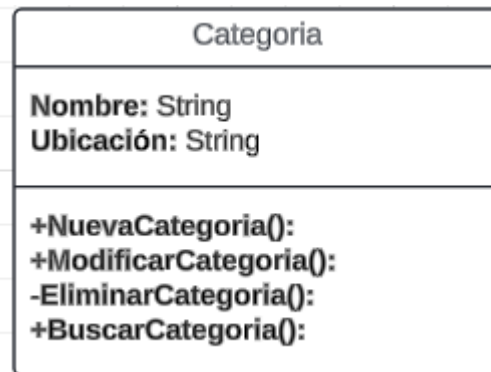 Categoria
Nombre: String
Ubicación: String
+NuevaCategoria():
+ModificarCategoria():
-EliminarCategoria():
+BuscarCategoria():